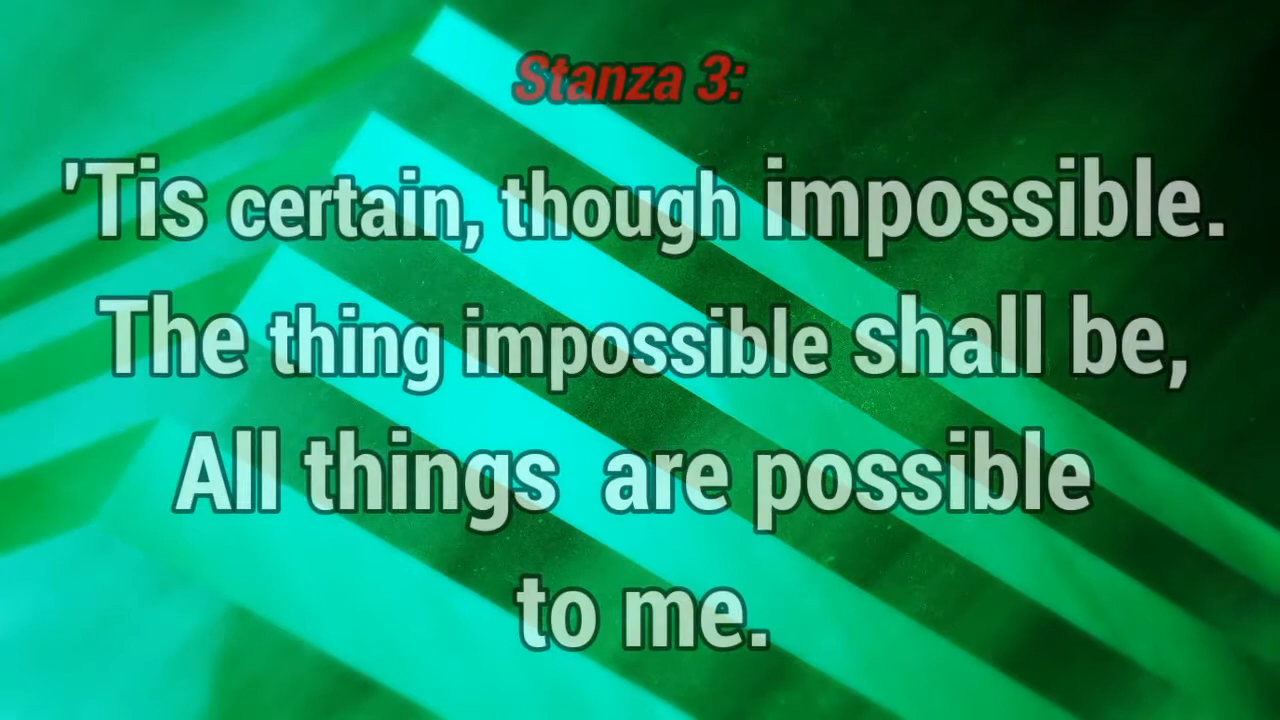 Stanza 3:
'Tis certain, though impossible.
The thing impossible shall be,
All things are possible
to me.